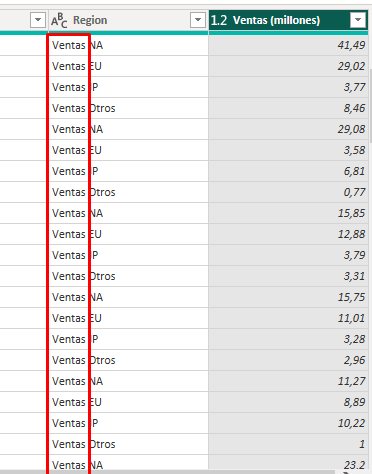 ABC Region 1.2 Ventas (millones)
Ventas NA 41,49
Ventas EU 29,02
Ventas JP 3,77
Ventas Otros 8,46
Ventas NA 29,08
Ventas EU 3,58
Ventas JP 6,81
Ventas Otros 0,77
Ventas NA 15,85
Ventas EU 12,88
Ventas JP 3,79
Ventas Otros 3,31
Ventas NA 15,75
Ventas EU 11,01
Ventas JP 3,28
Ventas Otros 2,96
Ventas NA 11,27
Ventas EU 8,89
Ventas JP 10,22
Ventas Otros 1
Ventas NA 23,2